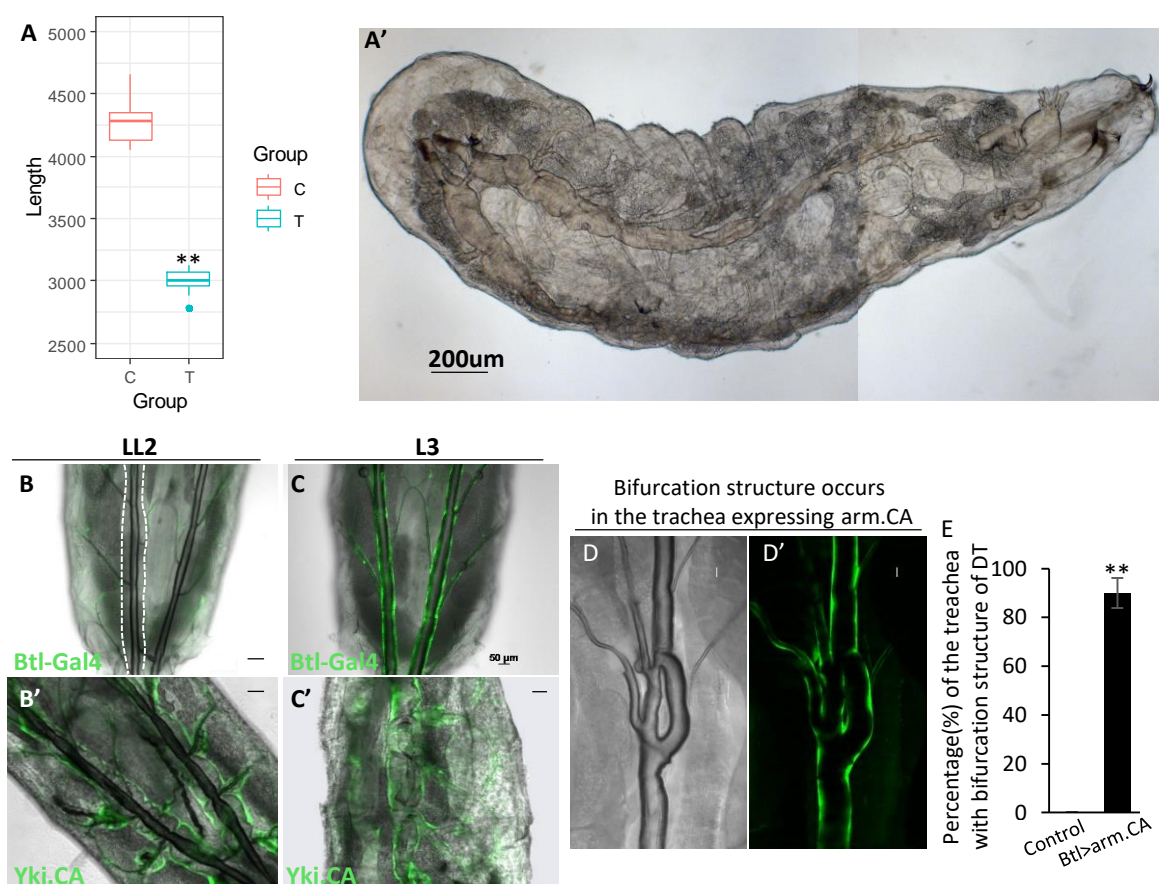 A
5000
4500
4000
3500
3000
2500
Length
**
C
T
Group
Group
C
T
A’
200um
LL2
L3
B
Btl-Gal4
C
Btl-Gal4
50 µm
B’
Yki.CA
C’
Yki.CA
Bifurcation structure occurs
in the trachea expressing arm.CA
D
D’
E
Percentage(%) of the treachea
with bifurcation structure of DT
100
80
60
40
20
0
**
Control
Btl>arm.CA